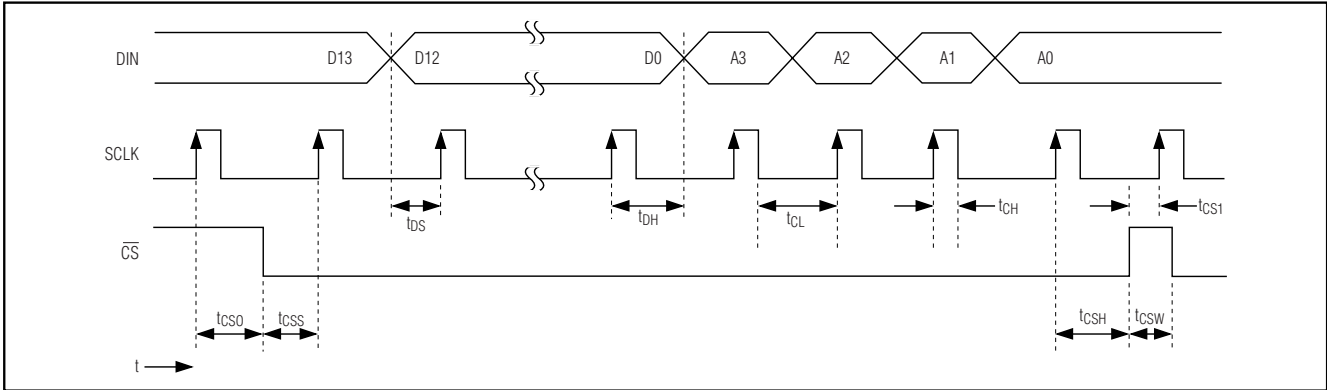 DIN D13 D12 D0 A3 A2 A1 A0
SCLK
tDS tDH tCL tCH tCS1
CS
tCSO tCSS tCSH tCSW
t